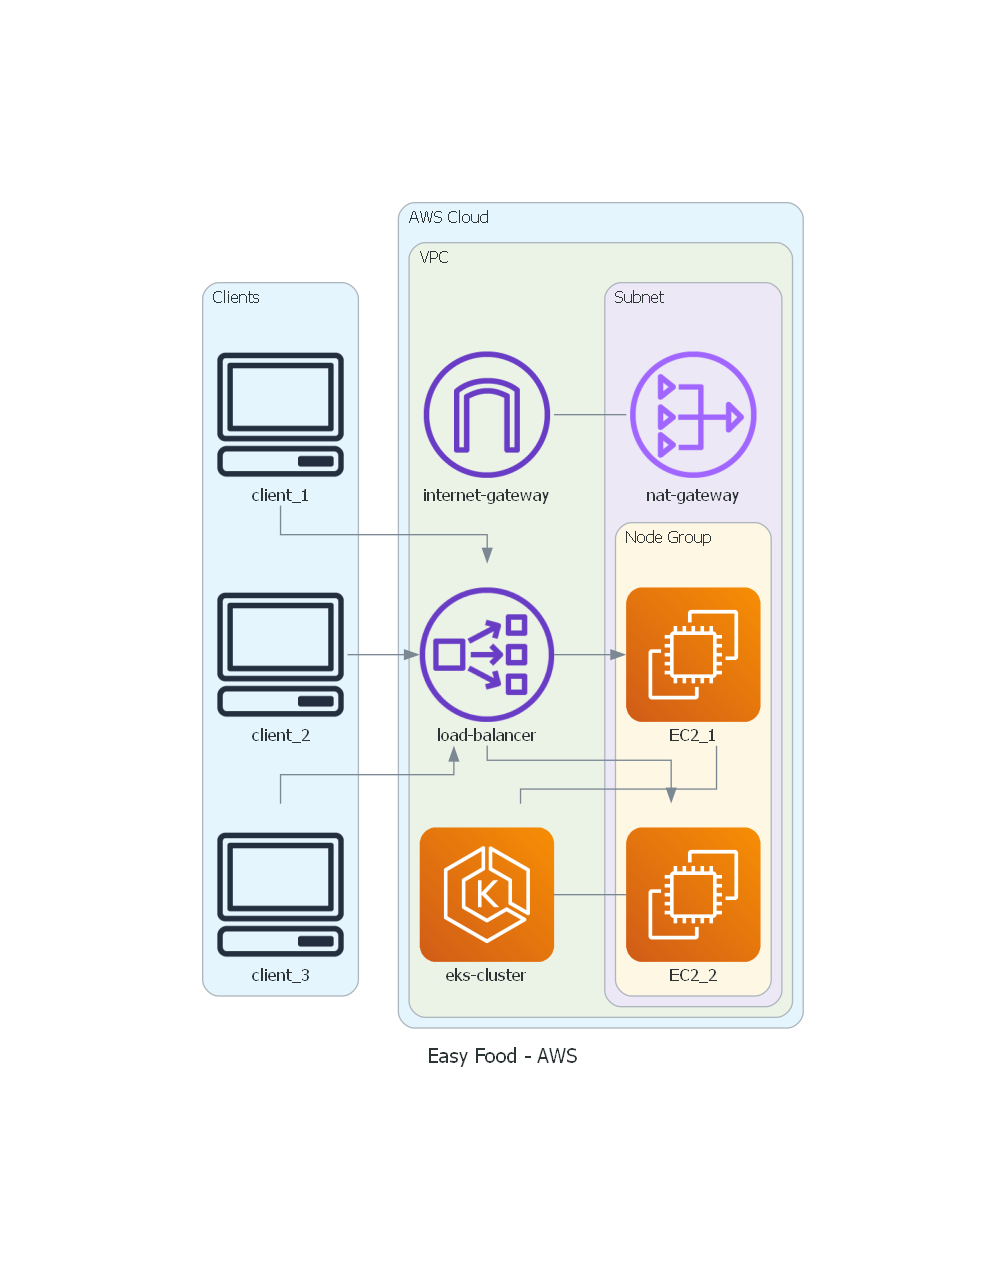 AWS Cloud
VPC
Clients
Subnet
client_1
internet-gateway
nat-gateway
Node Group
client_2
load-balancer
EC2_1
K
client_3
eks-cluster
EC2_2
Easy Food - AWS